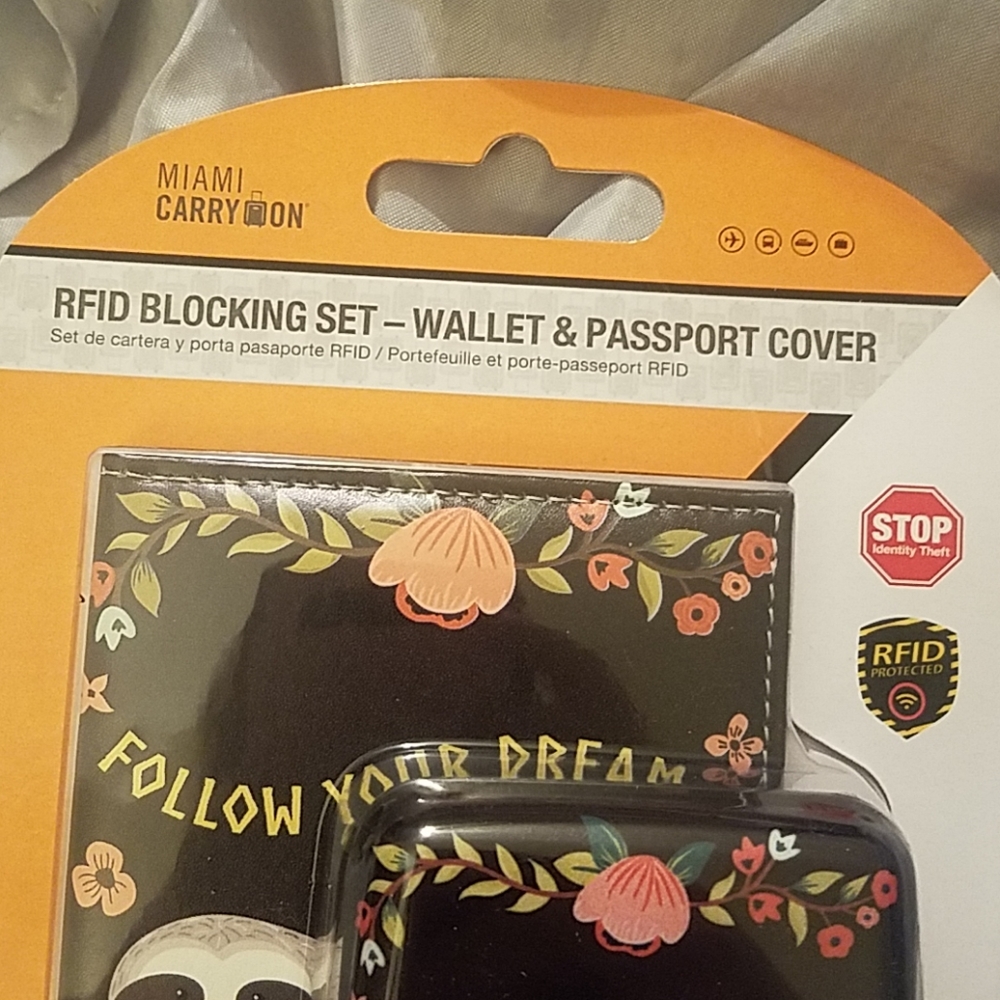 MIAMI
CARRY ON
RFID BLOCKING SET – WALLET & PASSPORT COVER
Set de cartera y porta pasaporte RFID / Portefeuille et porte-passeport RFID
STOP
Identity Theft
RFID
PROTECTED
FOLLOW YOUR DREAM